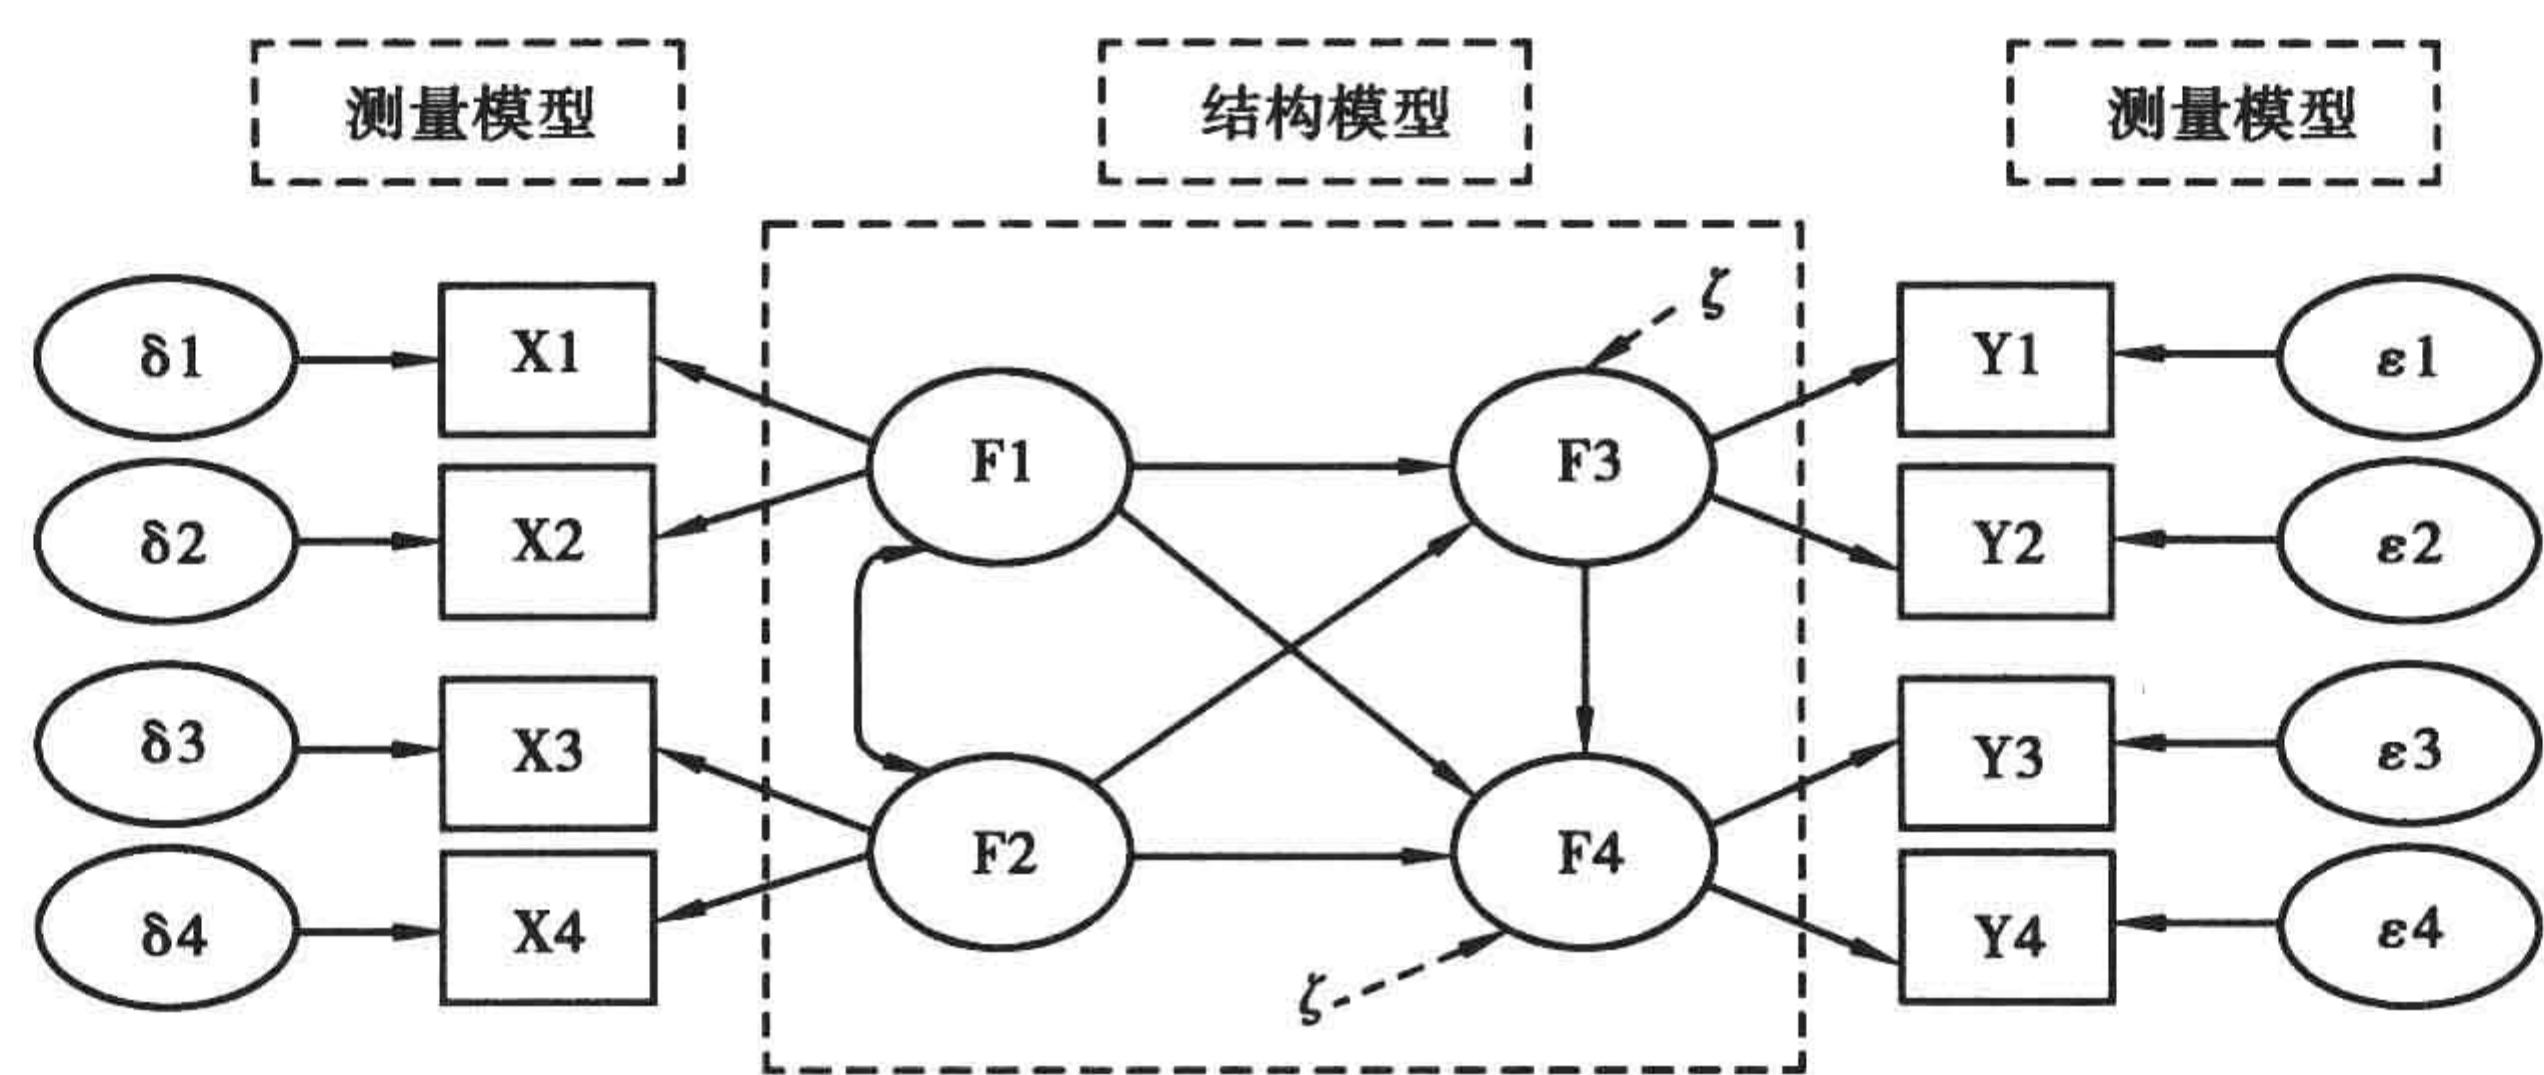 测量模型 结构模型 测量模型
ζ
δ1 X1 Y1 ε1
F1 F3
δ2 X2 Y2 ε2
δ3 X3 Y3 ε3
F2 F4
δ4 X4 Y4 ε4
ζ